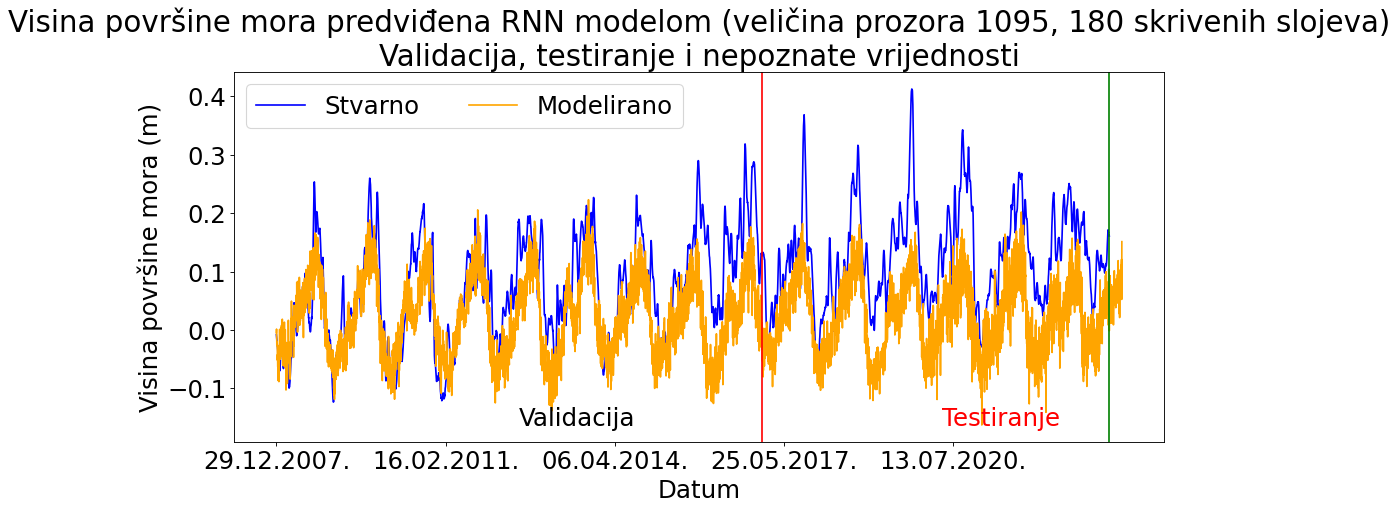 Visina površine mora predviđena RNN modelom (veličina prozora 1095, 180 skrivenih slojeva)
Validacija, testiranje i nepoznate vrijednosti
Stvarno
Modelirano
Visina površine mora (m)
0.4
0.3
0.2
0.1
0.0
−0.1
Validacija
Testiranje
29.12.2007.
16.02.2011.
06.04.2014.
25.05.2017.
13.07.2020.
Datum